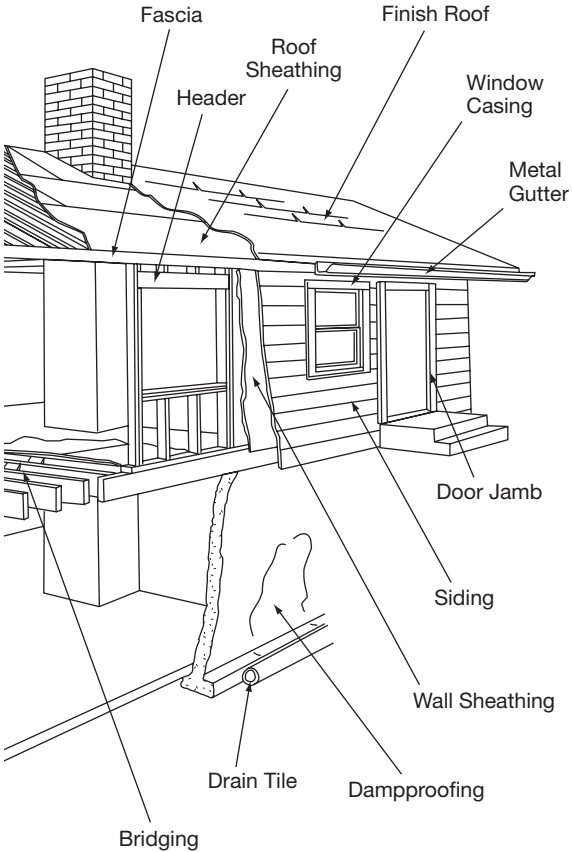 Fascia
Finish Roof
Roof
Sheathing
Header
Window
Casing
Metal
Gutter
Door Jamb
Siding
Wall Sheathing
Drain Tile
Dampproofing
Bridging